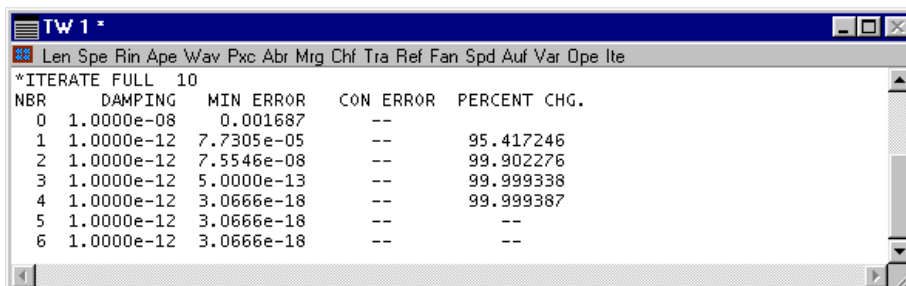 TW 1 *
Len Spe Rin Ape Wav Pxc Abr Mrg Chf Tra Ref Fan Spd Auf Var Ope Ite
*ITERATE FULL 10
NBR DAMPING MIN ERROR CON ERROR PERCENT CHG.
0 1.0000e-08 0.001687 --
1 1.0000e-12 7.7305e-05 -- 95.417246
2 1.0000e-12 7.5546e-08 -- 99.902276
3 1.0000e-12 5.0000e-13 -- 99.999338
4 1.0000e-12 3.0666e-18 -- 99.999387
5 1.0000e-12 3.0666e-18 -- --
6 1.0000e-12 3.0666e-18 -- --